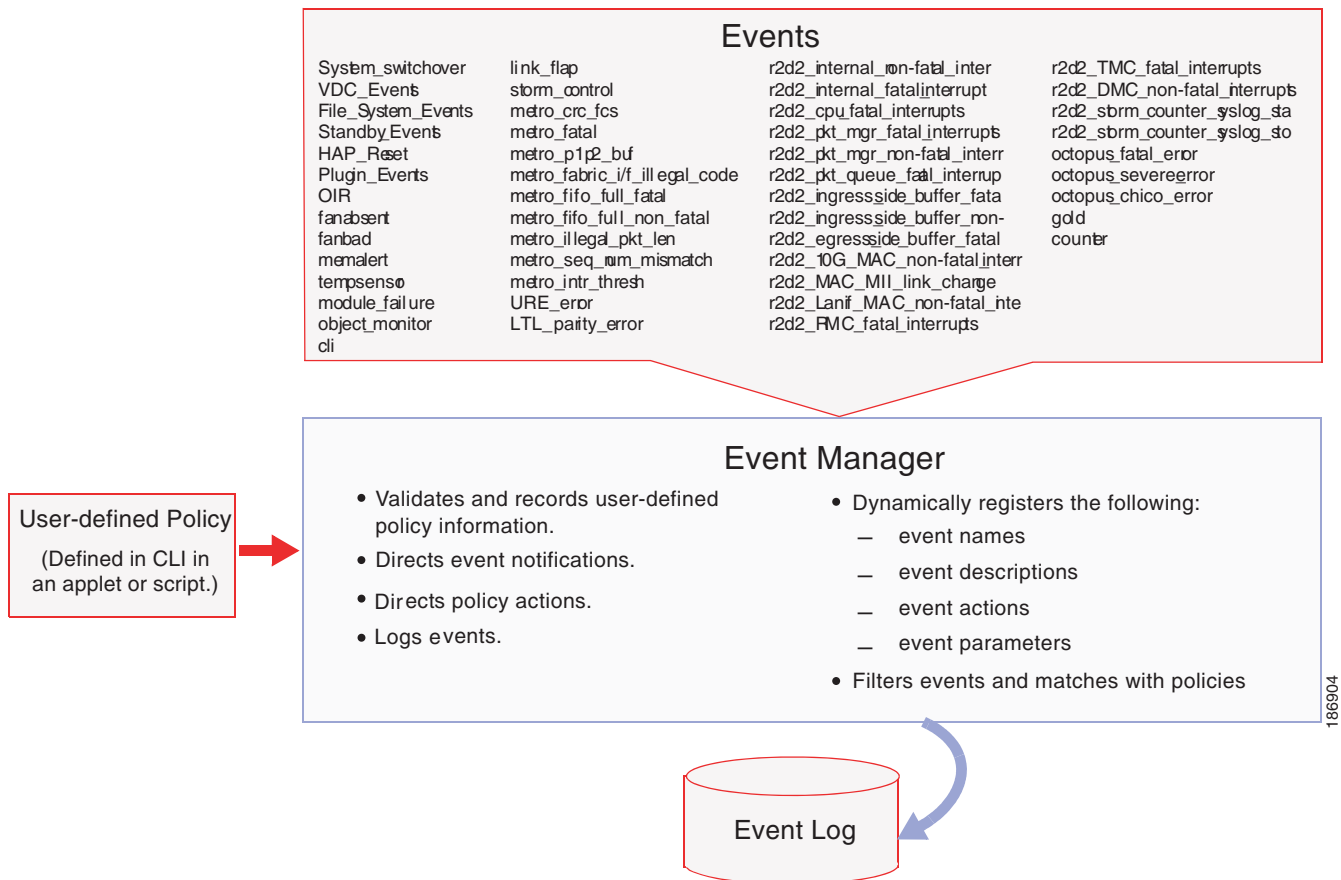 Events
System_switchover
VDC_Events
File_System_Events
Standby_Events
HAP_Reset
Plugin_Events
OIR
fanabsent
fanbad
memalert
tempsensor
module_failure
object_monitor
cli
link_flap
storm_control
metro_crc_fcs
metro_fatal
metro_p1p2_buf
metro_fabric_i/f_illegal_code
metro_fifo_full_fatal
metro_fifo_full_non_fatal
metro_illegal_pkt_len
metro_seq_num_mismatch
metro_intr_thresh
URE_error
LTL_parity_error
r2d2_internal_non-fatal_inter
r2d2_internal_fatal_interrupt
r2d2_cpu_fatal_interrupts
r2d2_pkt_mgr_fatal_interrupts
r2d2_pkt_mgr_non-fatal_interr
r2d2_pkt_queue_fatal_interrup
r2d2_ingress_side_buffer_fata
r2d2_ingress_side_buffer_non-
r2d2_egress_side_buffer_fatal
r2d2_10G_MAC_non-fatal_interr
r2d2_MAC_MII_link_change
r2d2_Lanif_MAC_non-fatal_inte
r2d2_RMC_fatal_interrupts
r2d2_TMC_fatal_interrupts
r2d2_DMC_non-fatal_interrupts
r2d2_storm_counter_syslog_sta
r2d2_storm_counter_syslog_sto
octopus_fatal_error
octopus_severe_error
octopus_chico_error
gold
counter
User-defined Policy
(Defined in CLI in
an applet or script.)
Event Manager
• Validates and records user-defined
policy information.
• Directs event notifications.
• Directs policy actions.
• Logs events.
• Dynamically registers the following:
– event names
– event descriptions
– event actions
– event parameters
• Filters events and matches with policies
186904
Event Log